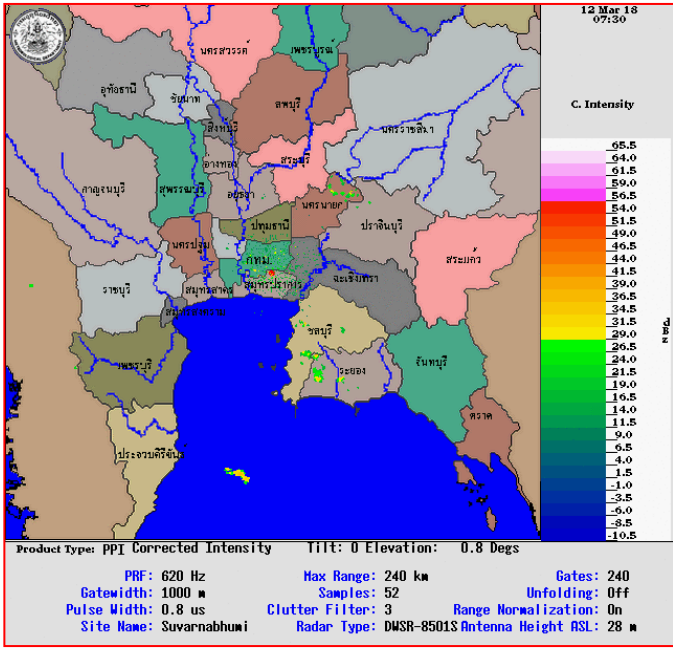 12 Mar 18
07:30
C. Intensity
65.5
64.0
61.5
59.0
56.5
54.0
51.5
49.0
46.5
44.0
41.5
39.0
36.5
34.0
31.5
29.0
26.5
24.0
21.5
19.0
16.5
14.0
11.5
9.0
6.5
4.0
1.5
-1.0
-3.5
-6.0
-8.5
-10.5
นครสวรรค์
เพชรบูรณ์
อุทัยธานี
ชัยนาท
ลพบุรี
สิงห์บุรี
นครราชสีมา
อ่างทอง
สระบุรี
กาญจนบุรี
สุพรรณบุรี
อยุธยา
นครนายก
ปราจีนบุรี
ปทุมธานี
นครปฐม
กทม.
สระแก้ว
ราชบุรี
สมุทรสาคร
สมุทรปราการ
ฉะเชิงเทรา
สมุทรสงคราม
ชลบุรี
เพชรบุรี
ระยอง
จันทบุรี
ตราด
ประจวบคีรีขันธ์
Product Type: PPI Corrected Intensity Tilt: 0 Elevation: 0.8 Degs
PRF: 620 Hz Max Range: 240 km Gates: 240
Gatewidth: 1000 m Samples: 52 Unfolding: Off
Pulse Width: 0.8 us Clutter Filter: 3 Range Normalization: On
Site Name: Suvarnabhumi Radar Type: DWSR-8501S Antenna Height ASL: 28 m